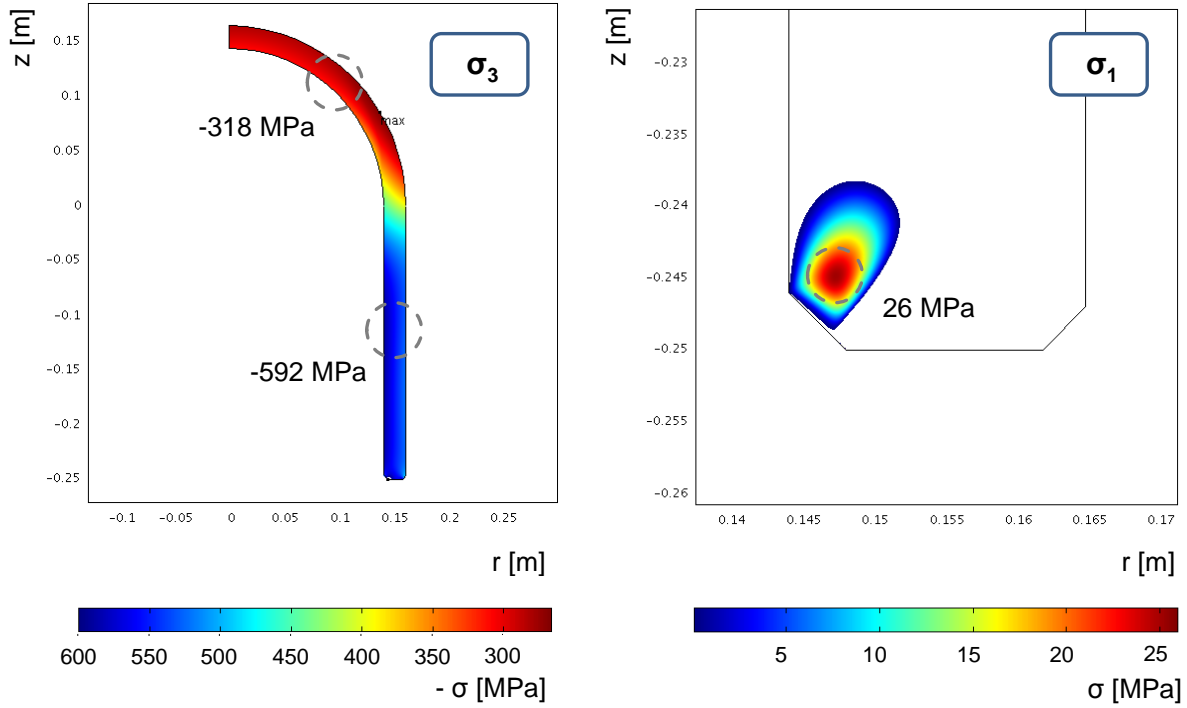 z [m]
σ3
0.15
0.1
0.05
0
−0.05
−0.1
−0.15
−0.2
−0.25
-318 MPa
max
-592 MPa
−0.1 −0.05 0 0.05 0.1 0.15 0.2 0.25
r [m]
600 550 500 450 400 350 300
- σ [MPa]
z [m]
σ1
−0.23
−0.235
−0.24
−0.245
−0.25
−0.255
−0.26
26 MPa
0.14 0.145 0.15 0.155 0.16 0.165 0.17
r [m]
5 10 15 20 25
σ [MPa]